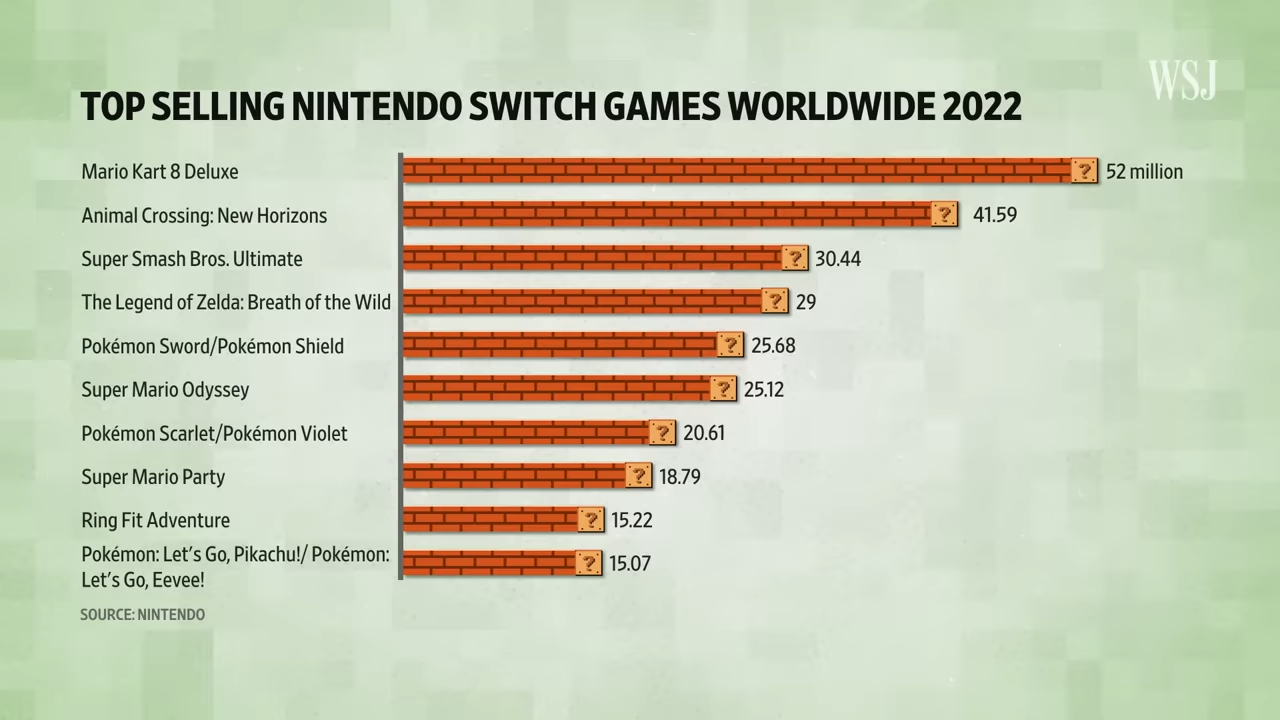 WSJ
TOP SELLING NINTENDO SWITCH GAMES WORLDWIDE 2022
Mario Kart 8 Deluxe ? 52 million
Animal Crossing: New Horizons ? 41.59
Super Smash Bros. Ultimate ? 30.44
The Legend of Zelda: Breath of the Wild ? 29
Pokémon Sword/Pokémon Shield ? 25.68
Super Mario Odyssey ? 25.12
Pokémon Scarlet/Pokémon Violet ? 20.61
Super Mario Party ? 18.79
Ring Fit Adventure ? 15.22
Pokémon: Let’s Go, Pikachu!/ Pokémon:
Let’s Go, Eevee! ? 15.07
SOURCE: NINTENDO